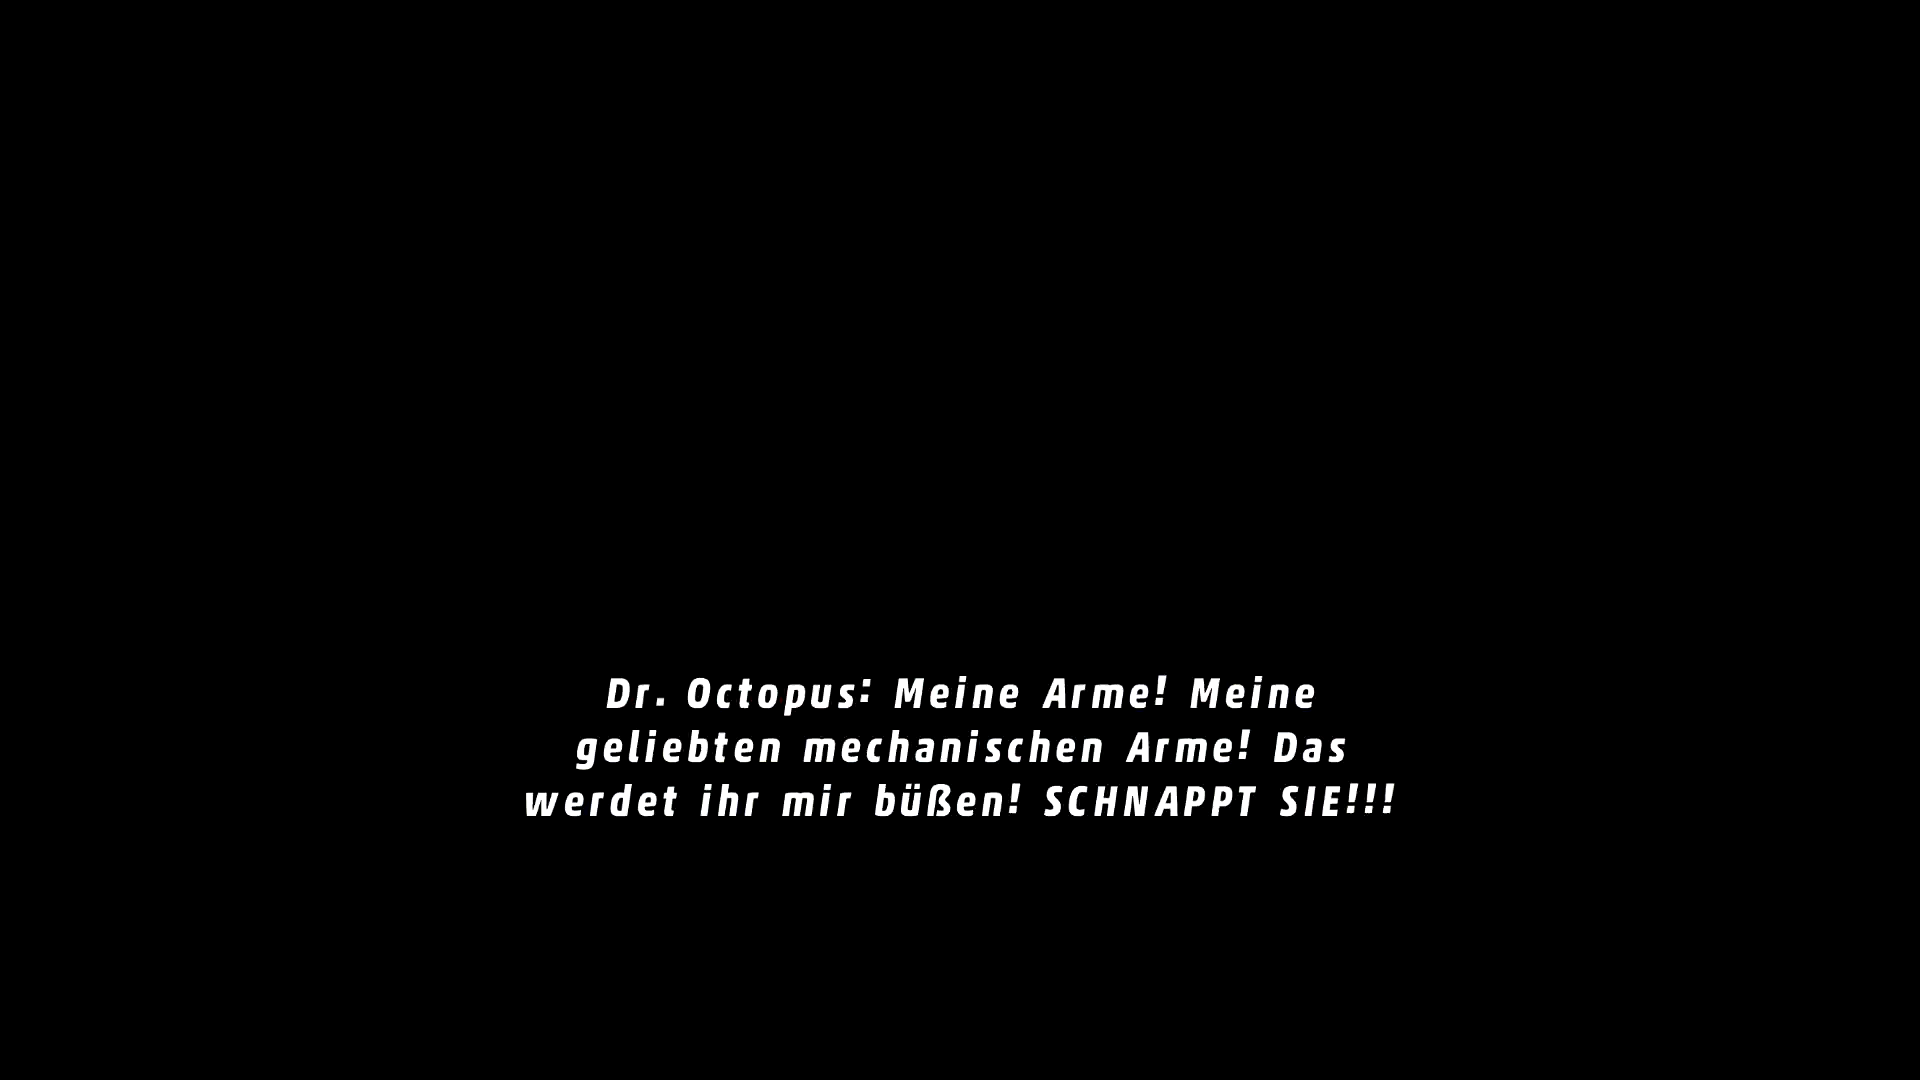 Dr. Octopus: Meine Arme! Meine
geliebten mechanischen Arme! Das
werdet ihr mir büßen! SCHNAPPT SIE!!!